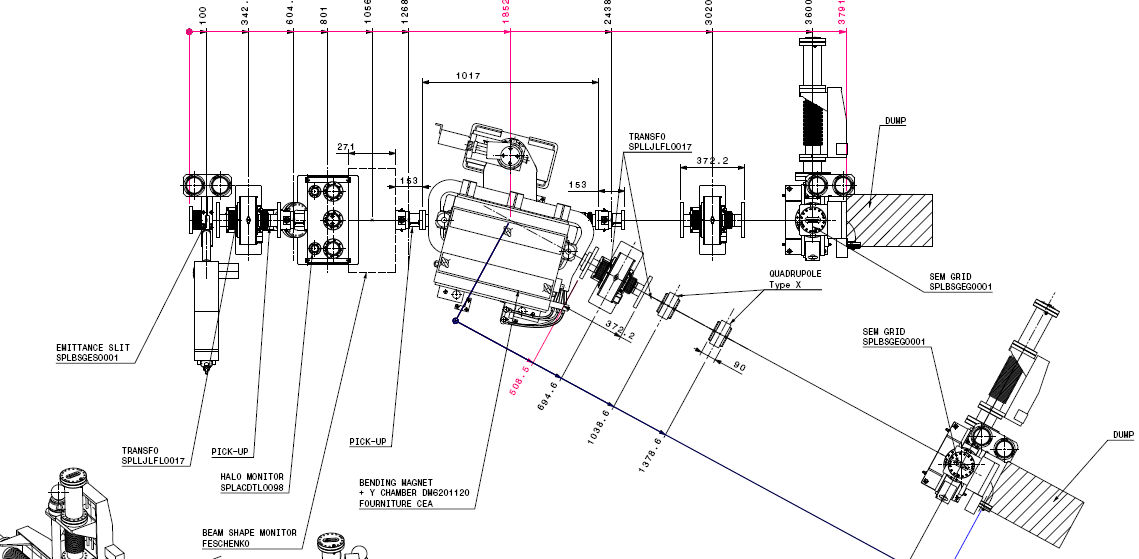 100
342.
604.
801
1056
1268
1852
2438
3020
3600
3791
1017
271
153
153
TRANSFO
SPLLJLFL0017
372.2
DUMP
QUADRUPOLE
Type X
SEM GRID
SPLBSGEG0001
SEM GRID
SPLBSGEG0001
372.2
90
508.5
694.6
1038.6
1378.6
EMITTANCE SLIT
SPLBSGES0001
TRANSFO
SPLLJLFL0017
PICK-UP
PICK-UP
HALO MONITOR
SPLACDTL0098
BENDING MAGNET
+ Y CHAMBER DM6201120
FOURNITURE CEA
BEAM SHAPE MONITOR
FESCHENKO
DUMP